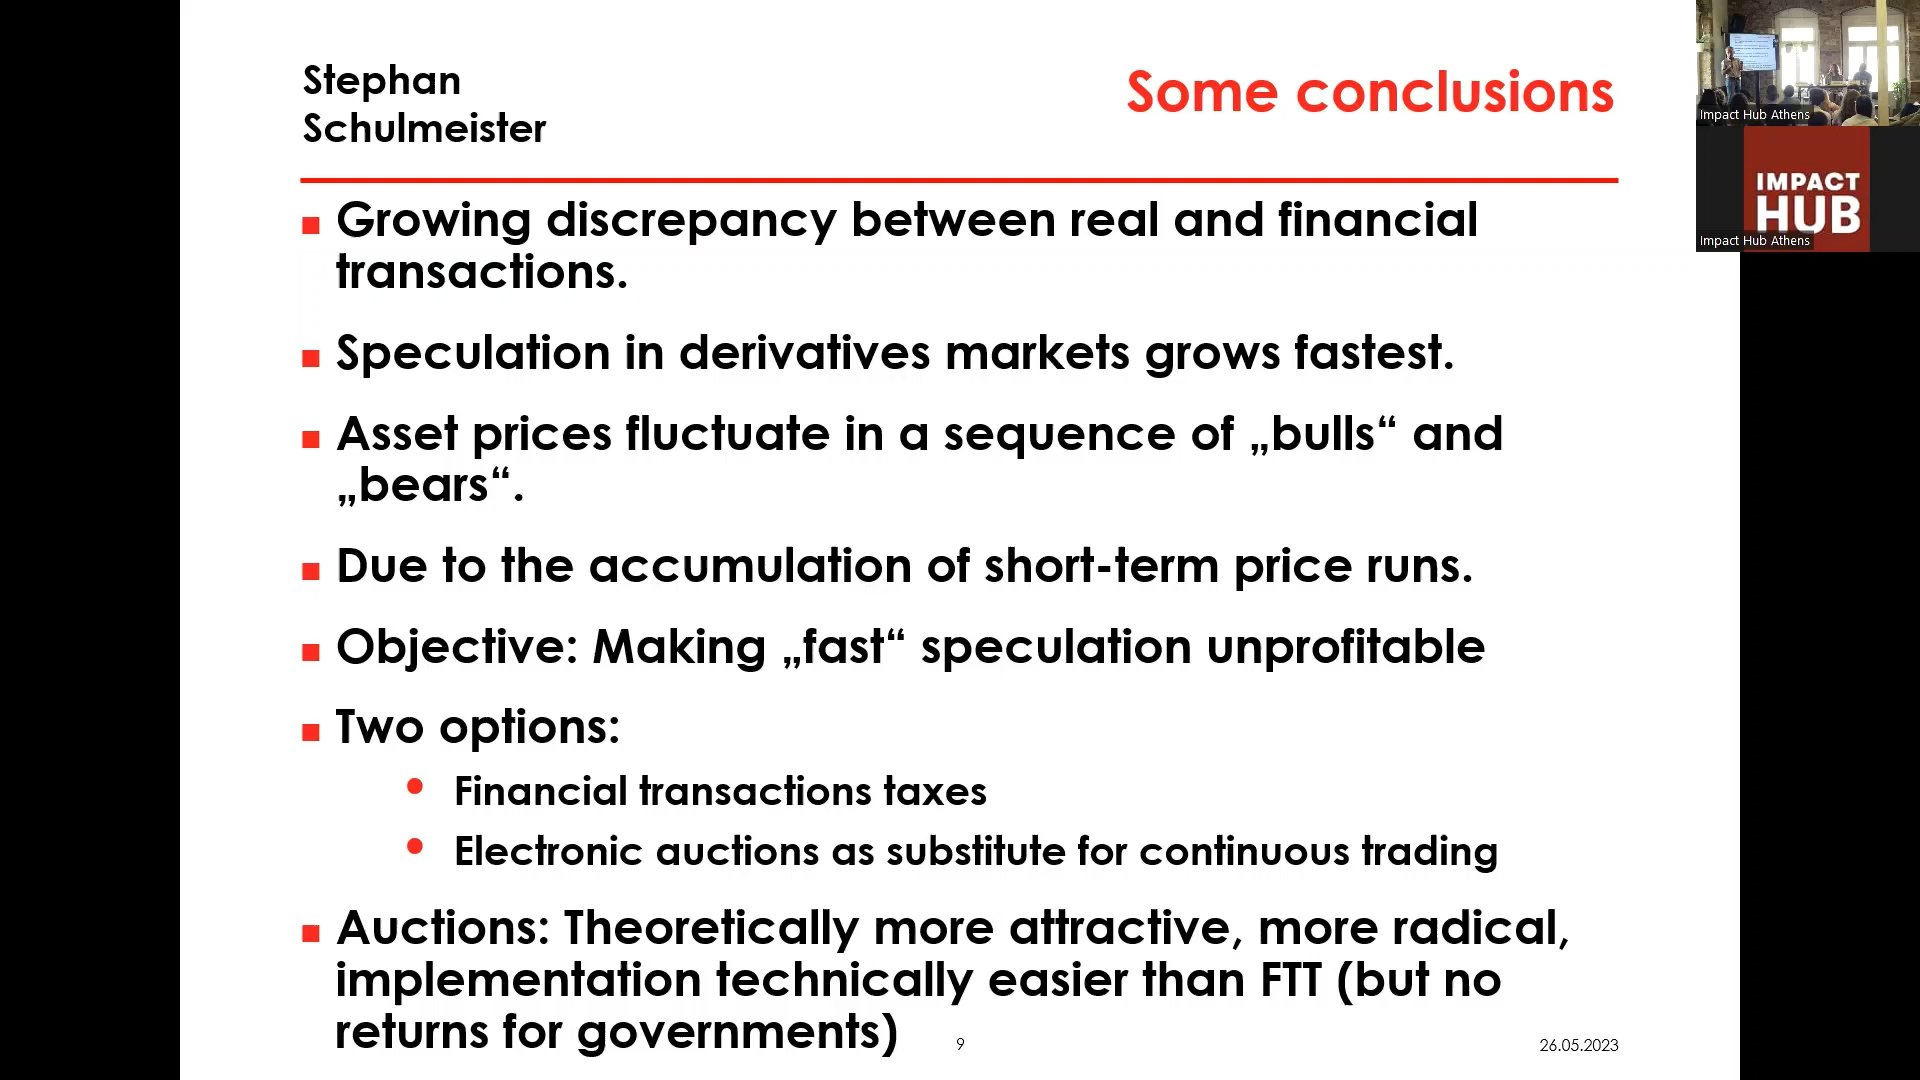 Stephan
Schulmeister
Some conclusions
Growing discrepancy between real and financial
transactions.
Speculation in derivatives markets grows fastest.
Asset prices fluctuate in a sequence of „bulls“ and
„bears“.
Due to the accumulation of short-term price runs.
Objective: Making „fast“ speculation unprofitable
Two options:
Financial transactions taxes
Electronic auctions as substitute for continuous trading
Auctions: Theoretically more attractive, more radical,
implementation technically easier than FTT (but no
returns for governments)
9
26.05.2023
Impact Hub Athens
IMPACT
HUB
Impact Hub Athens